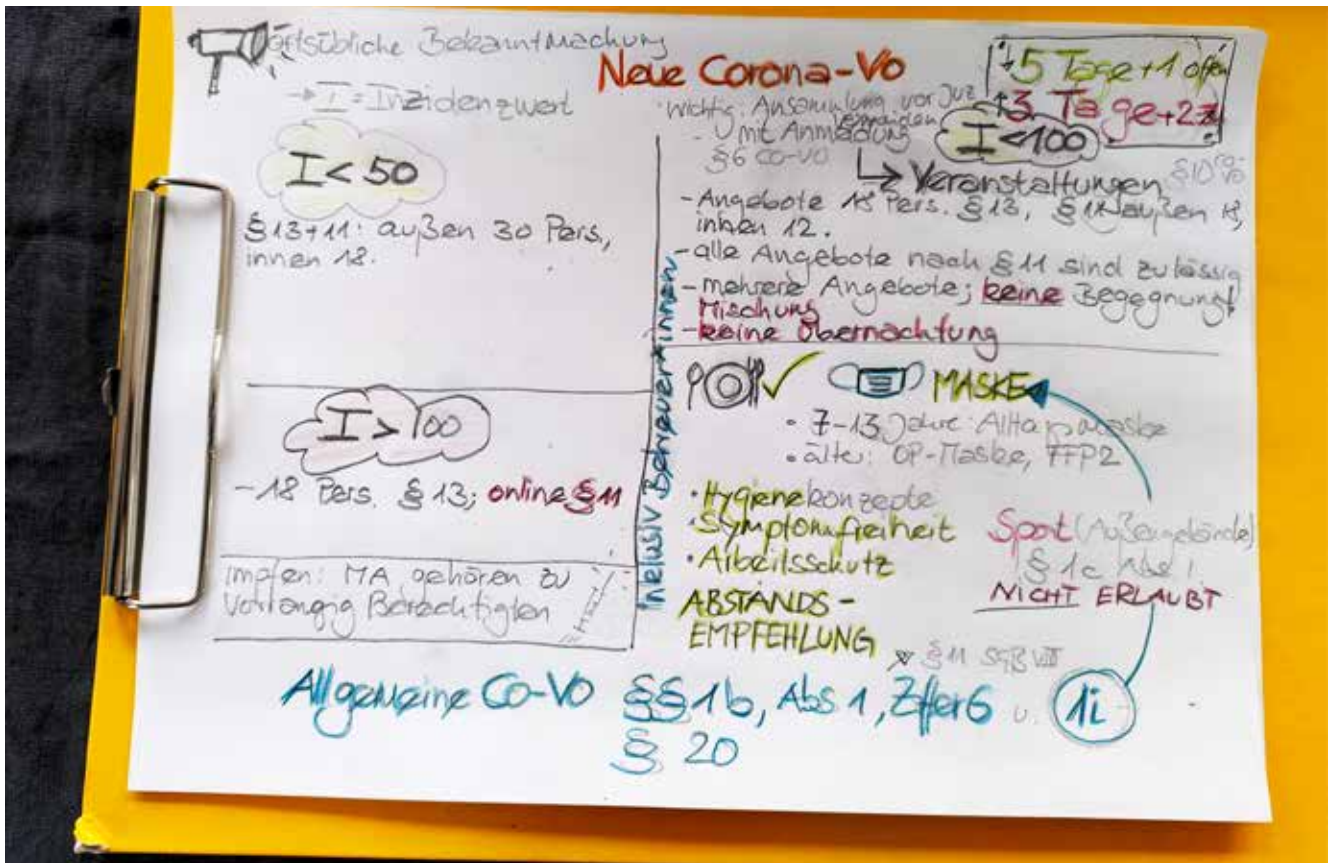 Ortsübliche Bekanntmachung
→ I = Inzidenzwert
I < 50
§13+11: außen 30 Pers.,
innen 18.
I > 100
- 18 Pers. §13; online §11
Impfen: MA gehören zu
vorrangig Berechtigten
inklusiv Betreuer*innen
Neue Corona-Vo
↓5 Tage+1 offen
↑3 Tage+2 zu
wichtig: Ansammlung vor Juz
vermeiden
- mit Anmeldung
§6 CO-VO
I <100
↳ Veranstaltungen §10 Co-Vo
- Angebote 18 Pers. §13, §11 außen 18,
innen 12.
- alle Angebote nach §11 sind zulässig
- mehrere Angebote; keine Begegnung/
Mischung
- keine Übernachtung
✓ MASKE
• 7-13 Jahre: Alltagsmaske
• älter: OP-Maske, FFP2
• Hygienekonzepte
• Symptomfreiheit
• Arbeitsschutz
ABSTANDS-
EMPFEHLUNG
Sport (Außengelände)
§ 1c Abs 1
NICHT ERLAUBT
§11 SGB VIII
Allgemeine Co-Vo §§1b, Abs 1, Ziffer 6 u. 1i
§ 20